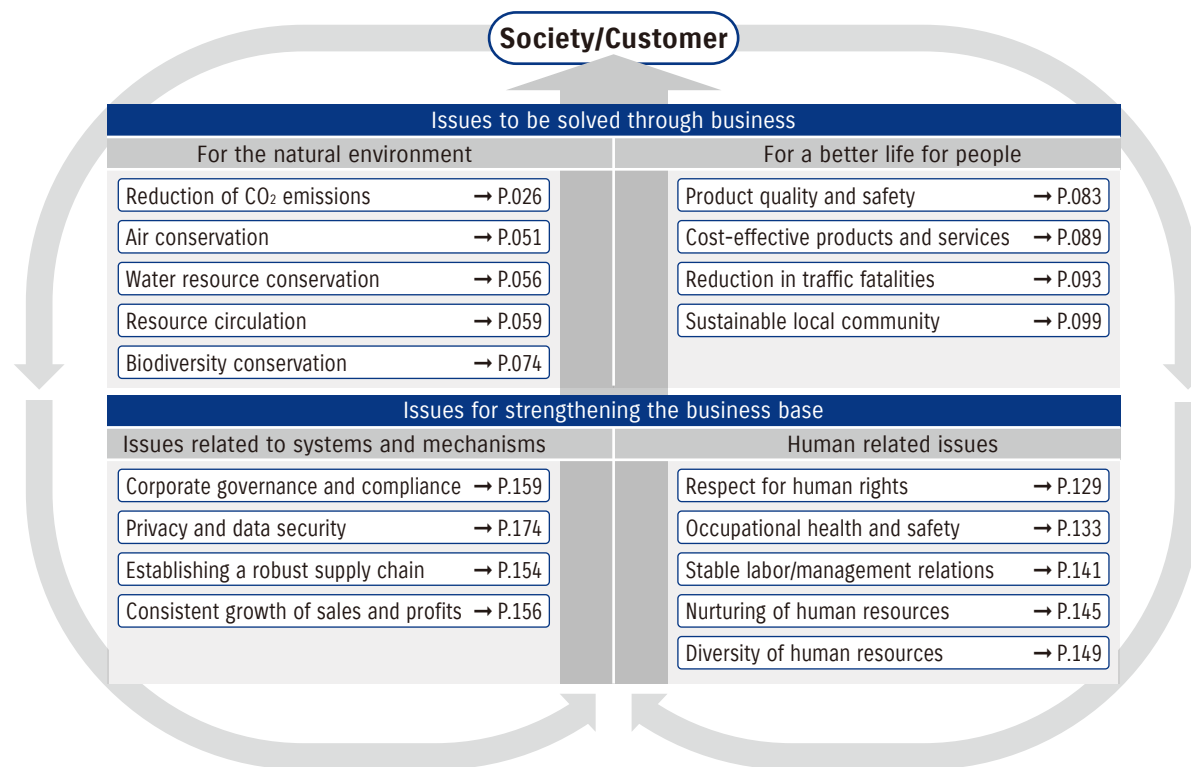 Society/Customer
Issues to be solved through business
For the natural environment
Reduction of CO₂ emissions → P.026
Air conservation → P.051
Water resource conservation → P.056
Resource circulation → P.059
Biodiversity conservation → P.074
For a better life for people
Product quality and safety → P.083
Cost-effective products and services → P.089
Reduction in traffic fatalities → P.093
Sustainable local community → P.099
Issues for strengthening the business base
Issues related to systems and mechanisms
Corporate governance and compliance → P.159
Privacy and data security → P.174
Establishing a robust supply chain → P.154
Consistent growth of sales and profits → P.156
Human related issues
Respect for human rights → P.129
Occupational health and safety → P.133
Stable labor/management relations → P.141
Nurturing of human resources → P.145
Diversity of human resources → P.149